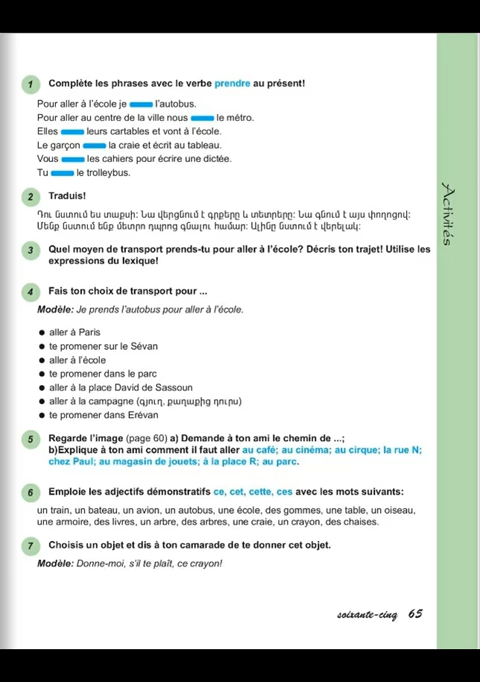 1 Complète les phrases avec le verbe prendre au présent!
Pour aller à l'école je l'autobus.
Pour aller au centre de la ville nous le métro.
Elles leurs cartables et vont à l'école.
Le garçon la craie et écrit au tableau.
Vous les cahiers pour écrire une dictée.
Tu le trolleybus.
2 Traduis!
Դու նստում ես տաքսի: Նա վերցնում է գրքերը և տետրերը: Նա գնում է այս փողոցով:
Մենք նստում ենք մետրո դպրոց գնալու համար: Ալինը նստում է վերելակ:
3 Quel moyen de transport prends-tu pour aller à l'école? Décris ton trajet! Utilise les
expressions du lexique!
4 Fais ton choix de transport pour ...
Modèle: Je prends l'autobus pour aller à l'école.
● aller à Paris
● te promener sur le Sévan
● aller à l'école
● te promener dans le parc
● aller à la place David de Sassoun
● aller à la campagne (գյուղ, քաղաքից դուրս)
● te promener dans Erévan
5 Regarde l'image (page 60) a) Demande à ton ami le chemin de ...;
b)Explique à ton ami comment il faut aller au café; au cinéma; au cirque; la rue N;
chez Paul; au magasin de jouets; à la place R; au parc.
6 Emploie les adjectifs démonstratifs ce, cet, cette, ces avec les mots suivants:
un train, un bateau, un avion, un autobus, une école, des gommes, une table, un oiseau,
une armoire, des livres, un arbre, des arbres, une craie, un crayon, des chaises.
7 Choisis un objet et dis à ton camarade de te donner cet objet.
Modèle: Donne-moi, s'il te plaît, ce crayon!
Activités
soixante-cinq 65